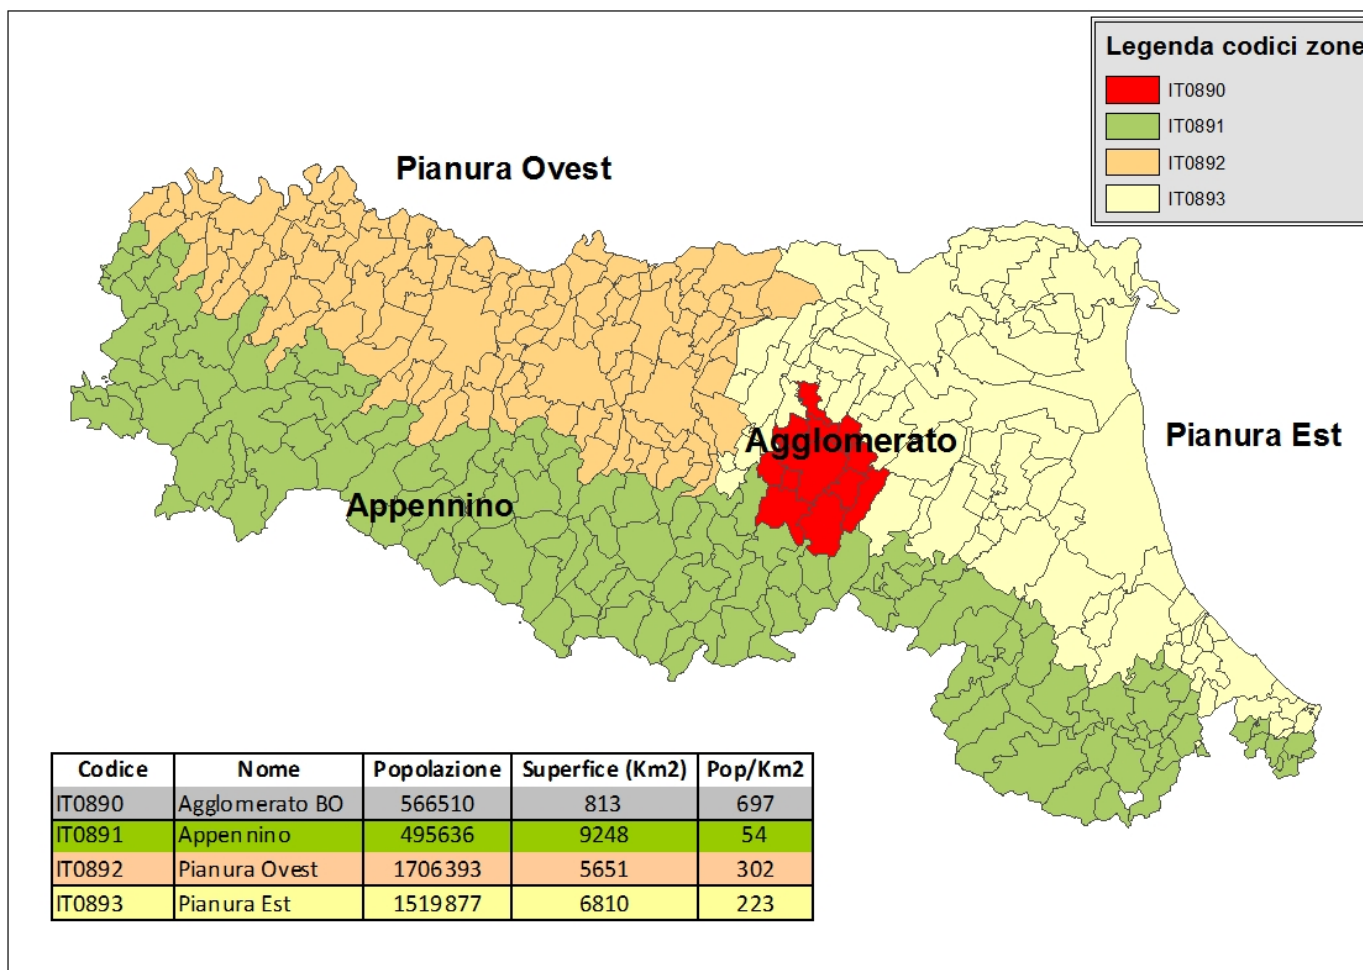 Legenda codici zone
IT0890
IT0891
IT0892
IT0893
Pianura Ovest
Agglomerato
Pianura Est
Appennino
Codice Nome Popolazione Superfice (Km2) Pop/Km2
IT0890 Agglomerato BO 566510 813 697
IT0891 Appennino 495636 9248 54
IT0892 Pianura Ovest 1706393 5651 302
IT0893 Pianura Est 1519877 6810 223